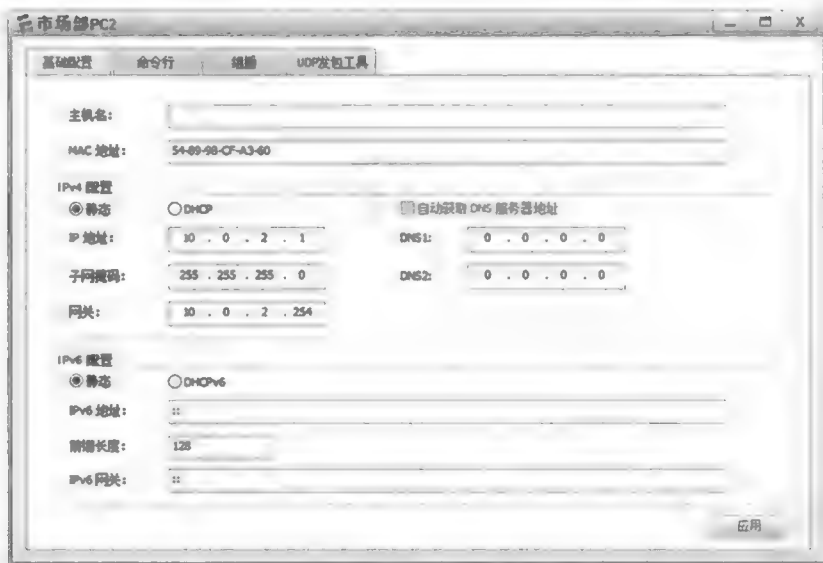 市场部PC2
基础配置 命令行 组播 UDP发包工具
主机名：
MAC 地址： 54-89-98-CF-A3-60
IPv4 配置
静态 DHCP 自动获取 DNS 服务器地址
IP 地址： 10 . 0 . 2 . 1 DNS1: 0 . 0 . 0 . 0
子网掩码： 255 . 255 . 255 . 0 DNS2: 0 . 0 . 0 . 0
网关： 10 . 0 . 2 . 254
IPv6 配置
静态 DHCPv6
IPv6 地址： ::
前缀长度： 128
IPv6 网关： ::
应用